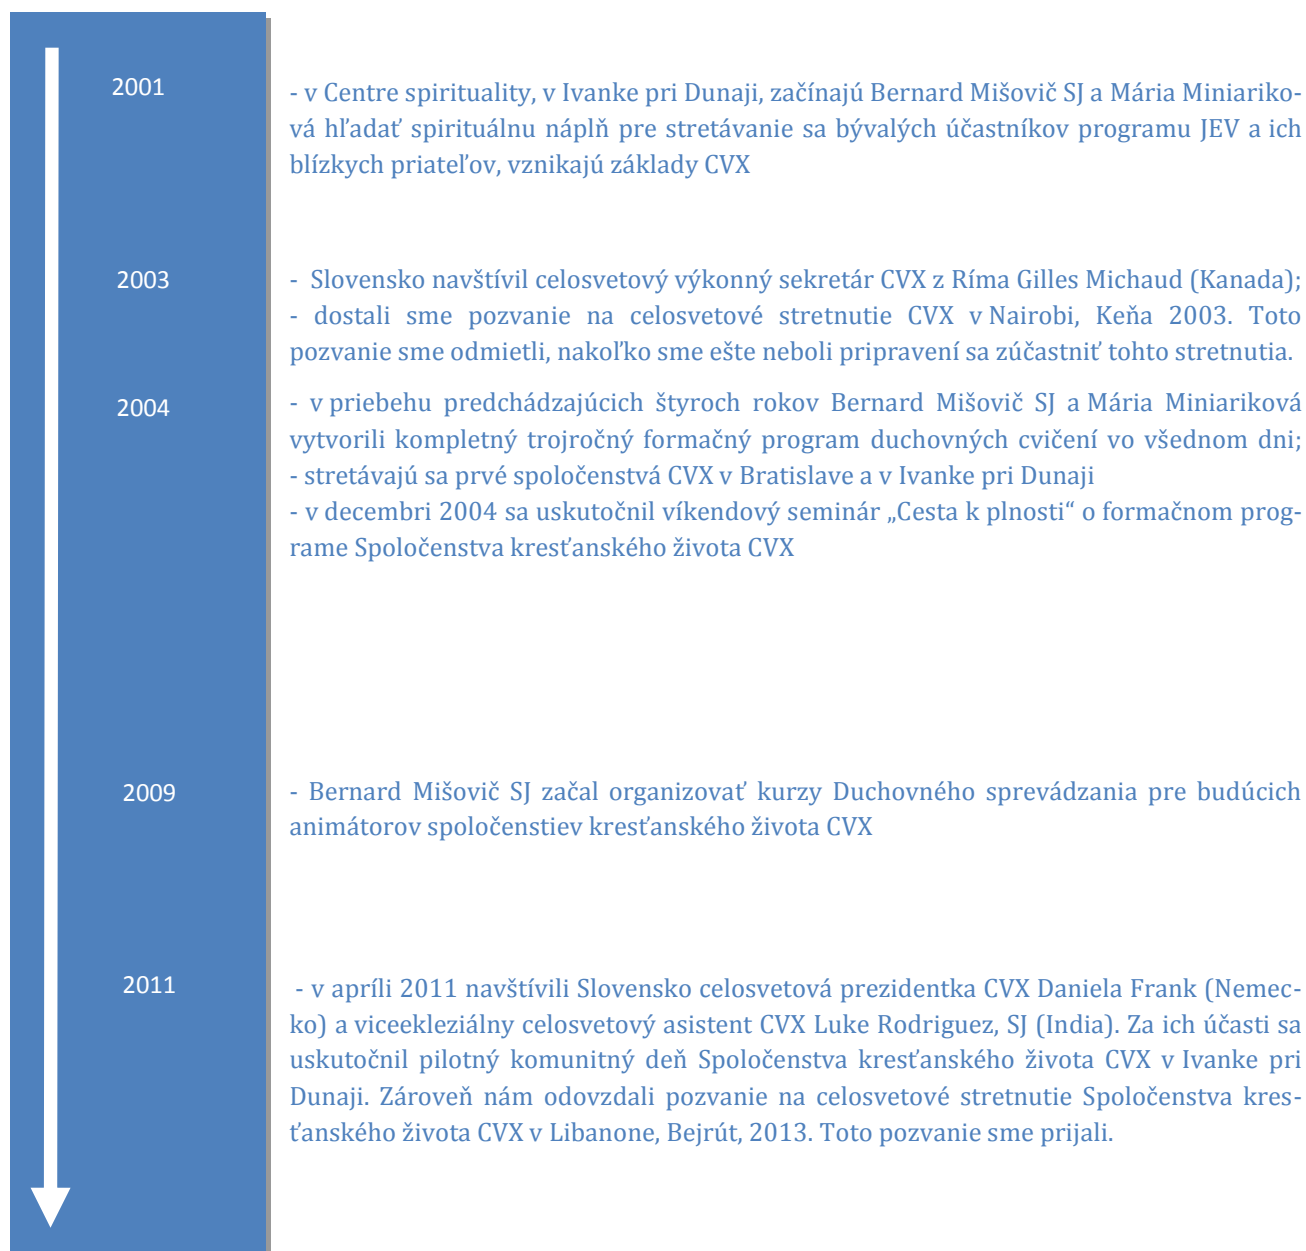 2001
- v Centre spirituality, v Ivanke pri Dunaji, začínajú Bernard Mišovič SJ a Mária Miniariko-
vá hľadať spirituálnu náplň pre stretávanie sa bývalých účastníkov programu JEV a ich
blízkych priateľov, vznikajú základy CVX
2003
- Slovensko navštívil celosvetový výkonný sekretár CVX z Ríma Gilles Michaud (Kanada);
- dostali sme pozvanie na celosvetové stretnutie CVX v Nairobi, Keňa 2003. Toto
pozvanie sme odmietli, nakoľko sme ešte neboli pripravení sa zúčastniť tohto stretnutia.
2004
- v priebehu predchádzajúcich štyroch rokov Bernard Mišovič SJ a Mária Miniariková
vytvorili kompletný trojročný formačný program duchovných cvičení vo všednom dni;
- stretávajú sa prvé spoločenstvá CVX v Bratislave a v Ivanke pri Dunaji
- v decembri 2004 sa uskutočnil víkendový seminár „Cesta k plnosti“ o formačnom prog-
rame Spoločenstva kresťanského života CVX
2009
- Bernard Mišovič SJ začal organizovať kurzy Duchovného sprevádzania pre budúcich
animátorov spoločenstiev kresťanského života CVX
2011
- v apríli 2011 navštívili Slovensko celosvetová prezidentka CVX Daniela Frank (Nemec-
ko) a viceekleziálny celosvetový asistent CVX Luke Rodriguez, SJ (India). Za ich účasti sa
uskutočnil pilotný komunitný deň Spoločenstva kresťanského života CVX v Ivanke pri
Dunaji. Zároveň nám odovzdali pozvanie na celosvetové stretnutie Spoločenstva kres-
ťanského života CVX v Libanone, Bejrút, 2013. Toto pozvanie sme prijali.